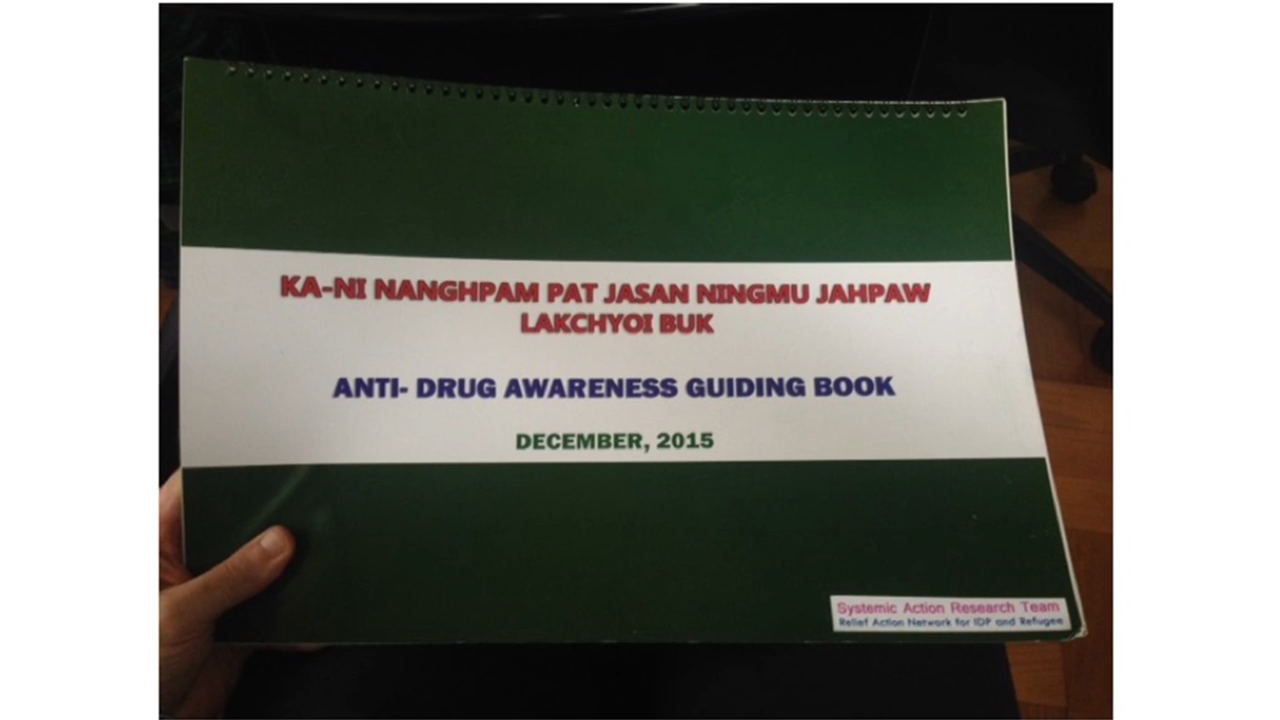 KA-NI NANGHPAM PAT JASAN NINGMU JAHPAW
LAKCHYOI BUK
ANTI- DRUG AWARENESS GUIDING BOOK
DECEMBER, 2015
Systemic Action Research Team
Relief Action Network for IDP and Refugee